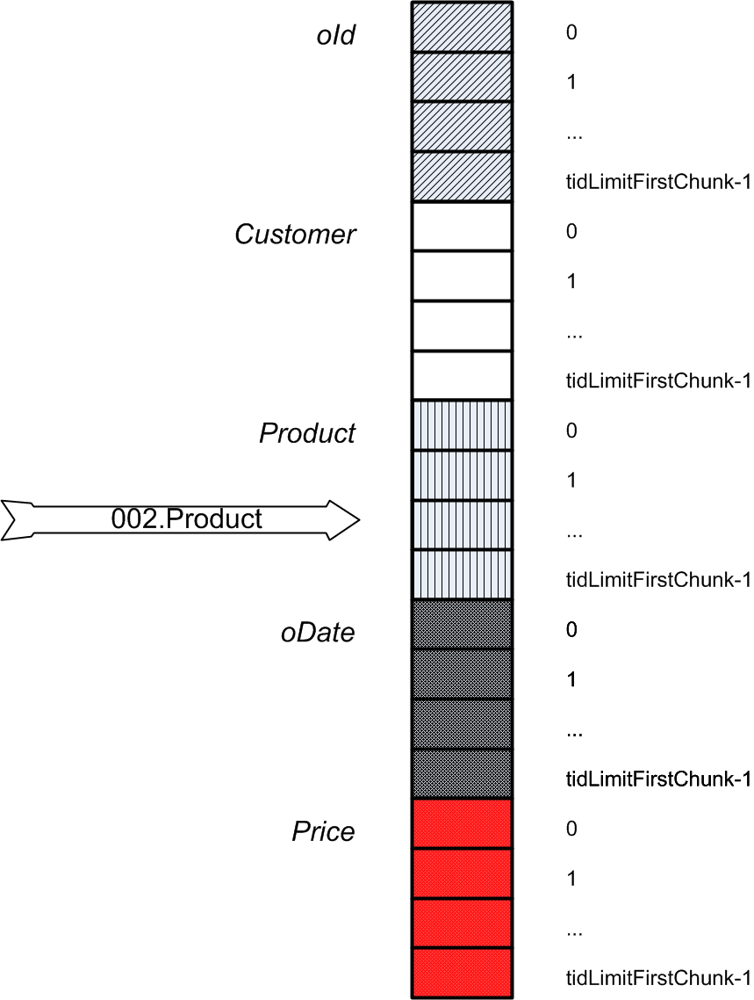 oId 0
1
...
tidLimitFirstChunk-1
Customer 0
1
...
tidLimitFirstChunk-1
Product 0
1
002.Product ...
tidLimitFirstChunk-1
oDate 0
1
...
tidLimitFirstChunk-1
Price 0
1
...
tidLimitFirstChunk-1